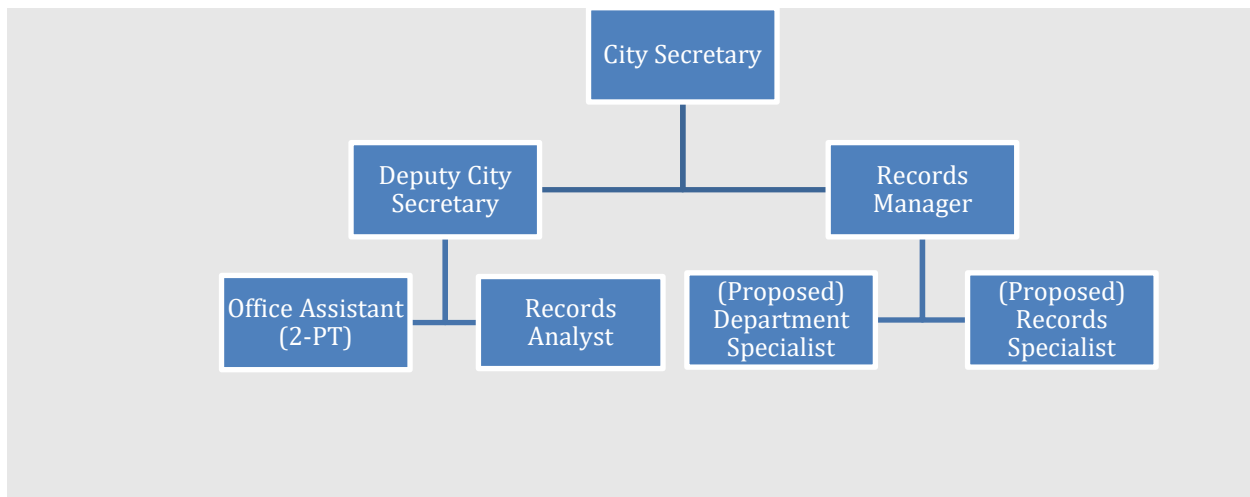 City Secretary
Deputy City
Secretary
Records
Manager
Office Assistant
(2-PT)
Records
Analyst
(Proposed)
Department
Specialist
(Proposed)
Records
Specialist